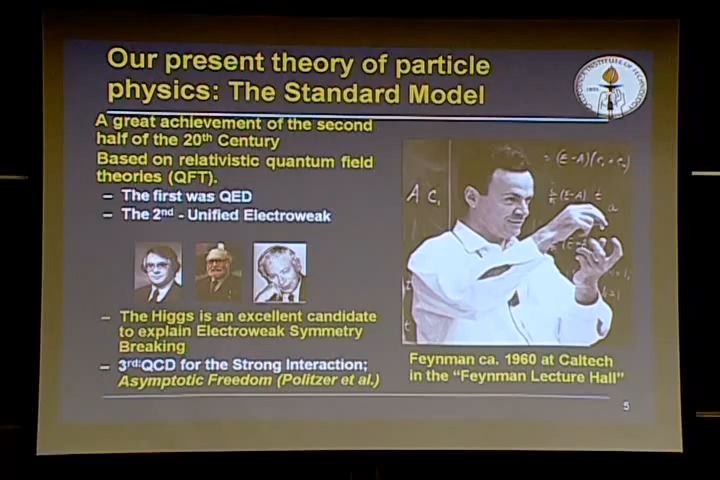 Our present theory of particle
physics: The Standard Model
A great achievement of the second
half of the 20th Century
Based on relativistic quantum field
theories (QFT).
– The first was QED
– The 2nd - Unified Electroweak
– The Higgs is an excellent candidate
to explain Electroweak Symmetry
Breaking
– 3rd:QCD for the Strong Interaction;
Asymptotic Freedom (Politzer et al.)
Feynman ca. 1960 at Caltech
in the “Feynman Lecture Hall”
5